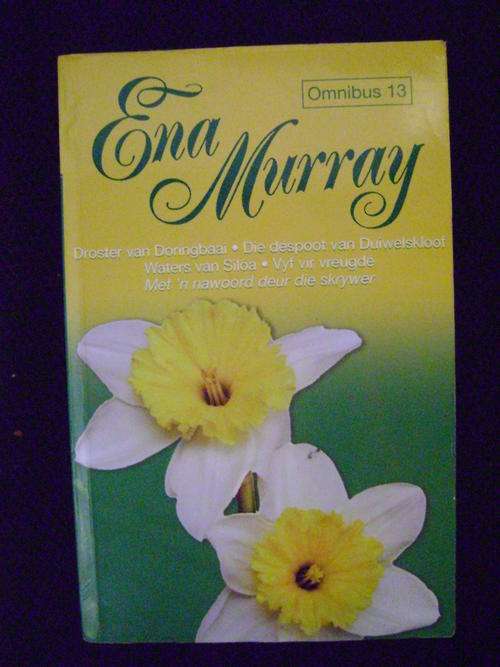 Omnibus 13
Ena
Murray
Droster van Doringbaai • Die despoot van Duiwelskloof
Waters van Siloa • Vyf vir vreugde
Met 'n nawoord deur die skrywer